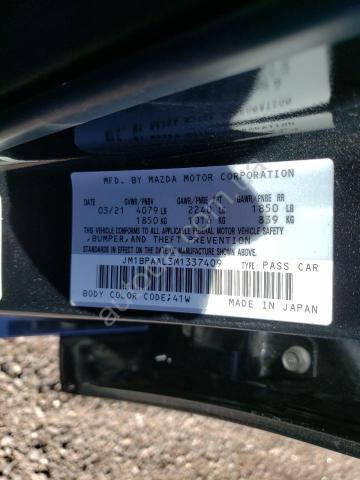 MFD. BY MAZDA MOTOR CORPORATION
GVWR/PNBV GAWR/PNBE FRT GAWR/PNBE RR
03/21 4079 LB 2240 LB 1850 LB
1850 KG 1016 KG 839 KG
THIS VEHICLE CONFORMS TO ALL APPLICABLE FEDERAL MOTOR VEHICLE SAFETY
,BUMPER,AND THEFT PREVENTION
STANDARDS IN EFFECT ON THE DATE OF MANUFACTURE SHOWN ABOVE.
JM1BPAAL3M1337409 TYPE: PASS CAR
BODY COLOR CODE;41W MADE IN JAPAN